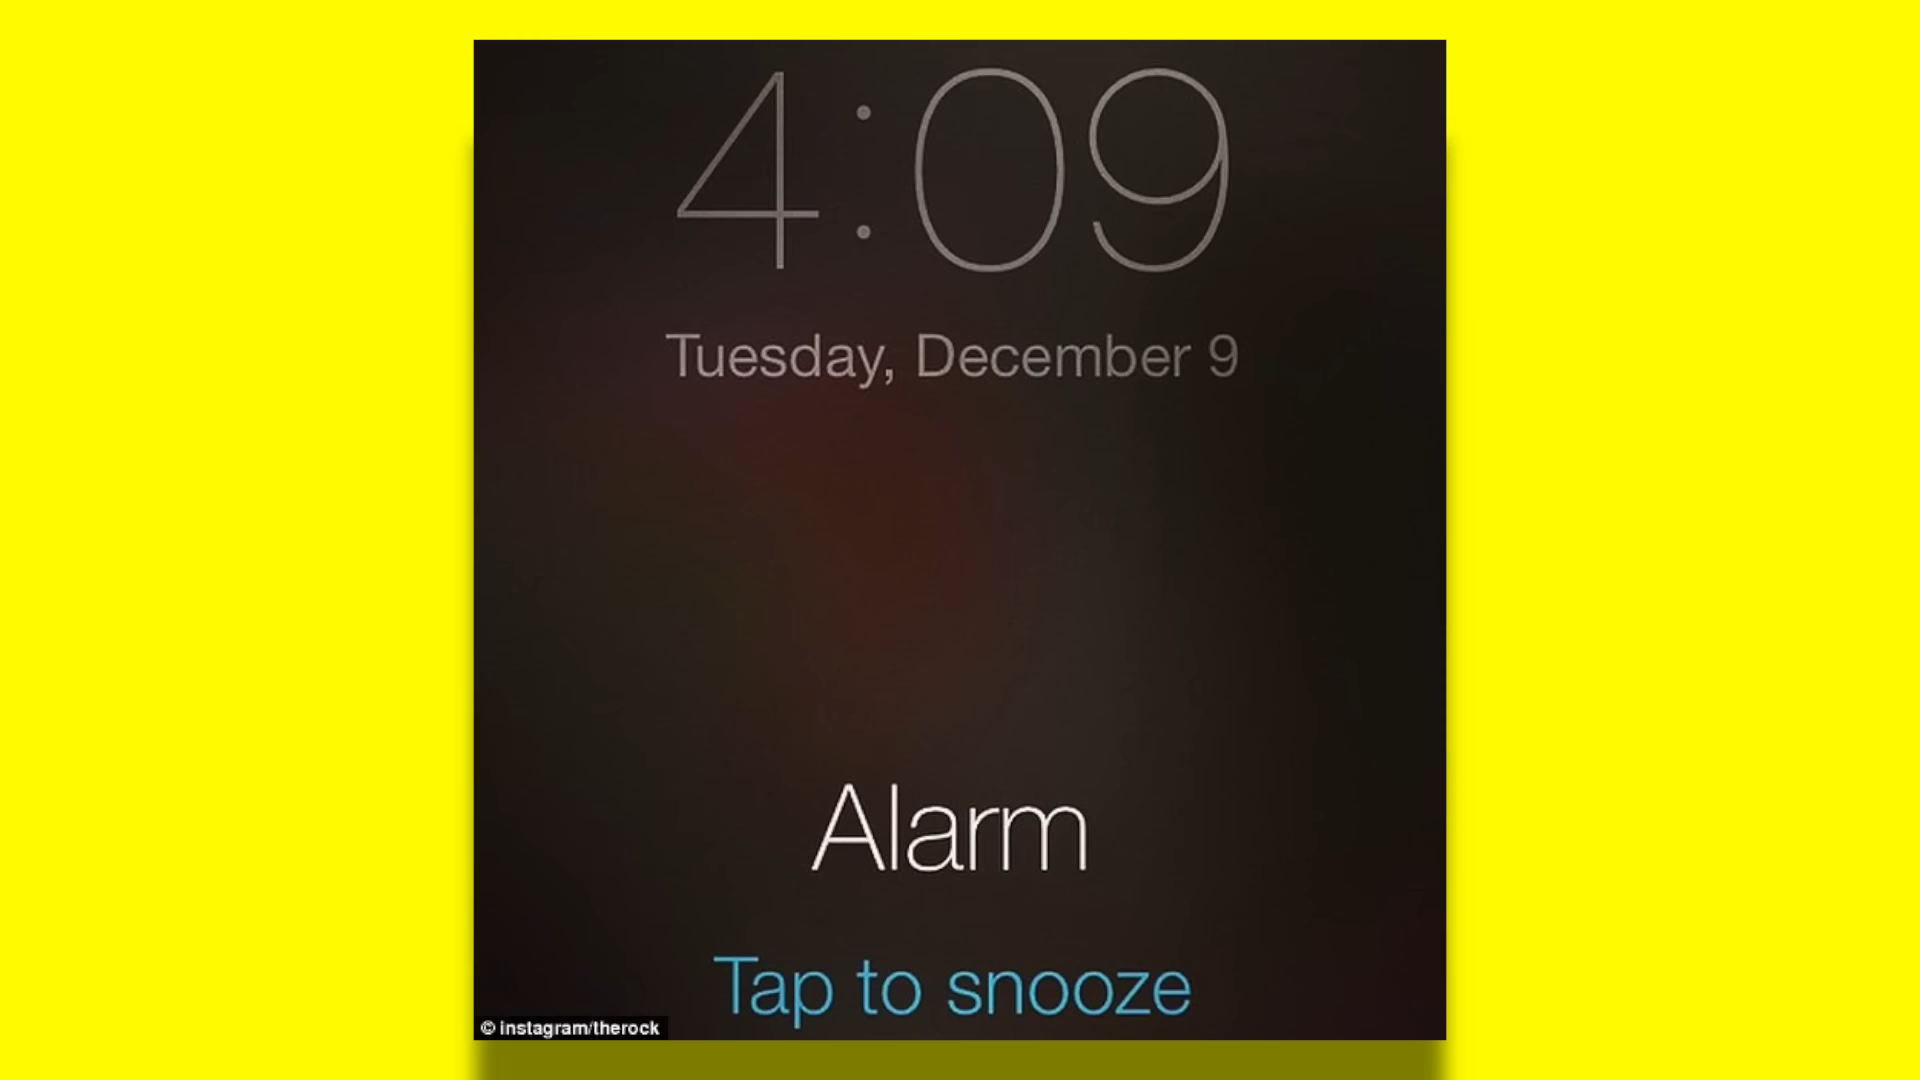 4:09
Tuesday, December 9
Alarm
Tap to snooze
© instagram/therock